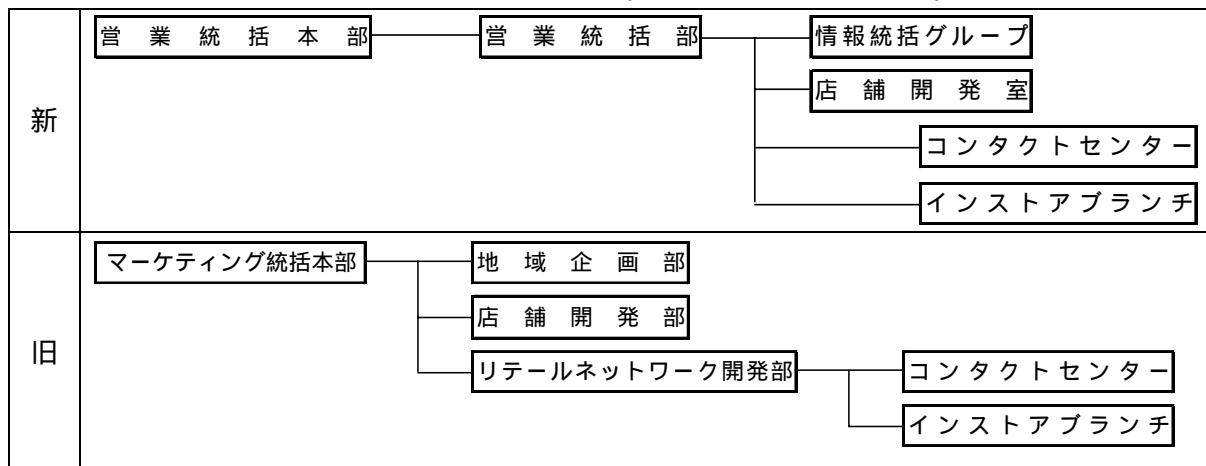 新
営業統括本部
営業統括部
情報統括グループ
店舗開発室
コンタクトセンター
インストアブランチ
旧
マーケティング統括本部
地域企画部
店舗開発部
リテールネットワーク開発部
コンタクトセンター
インストアブランチ